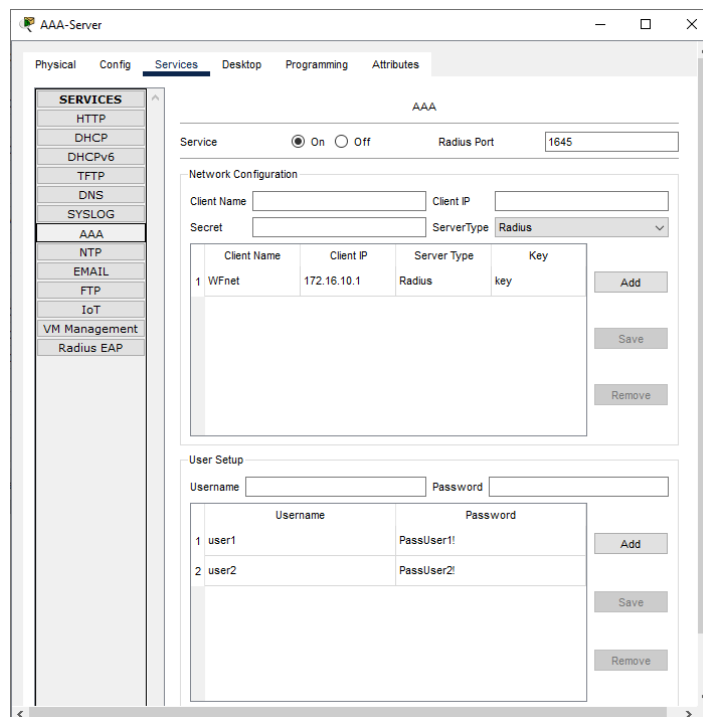 AAA-Server
Physical Config Services Desktop Programming Attributes
SERVICES
HTTP
DHCP
DHCPv6
TFTP
DNS
SYSLOG
AAA
NTP
EMAIL
FTP
IoT
VM Management
Radius EAP
AAA
Service On Off Radius Port 1645
Network Configuration
Client Name Client IP
Secret ServerType Radius
Client Name Client IP Server Type Key
1 WFnet 172.16.10.1 Radius key
Add
Save
Remove
User Setup
Username Password
Username Password
1 user1 PassUser1!
2 user2 PassUser2!
Add
Save
Remove